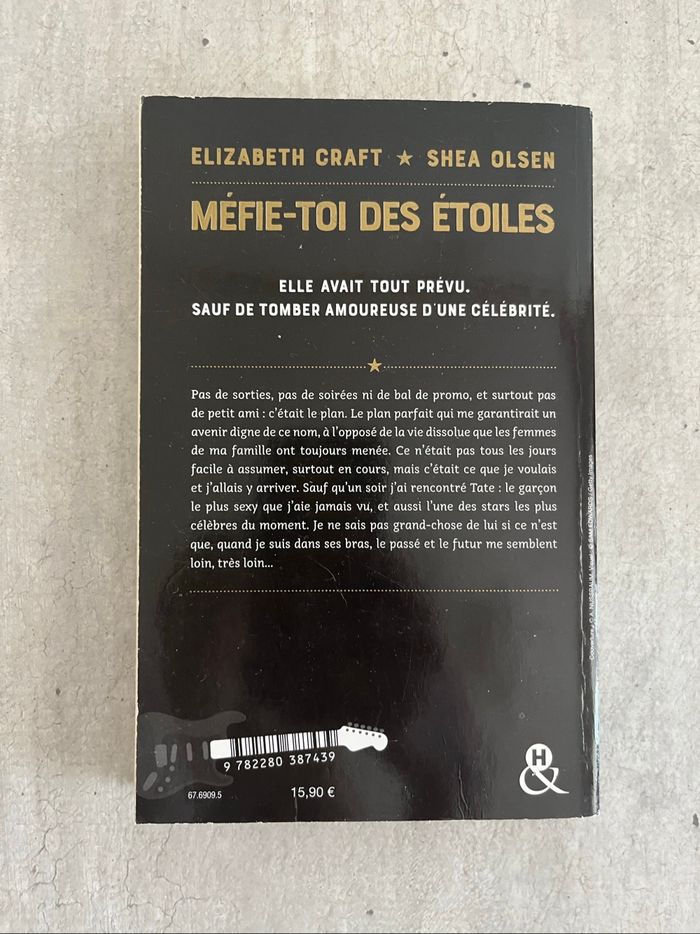 ELIZABETH CRAFT ★ SHEA OLSEN
MÉFIE-TOI DES ÉTOILES
ELLE AVAIT TOUT PRÉVU.
SAUF DE TOMBER AMOUREUSE D'UNE CÉLÉBRITÉ.
Pas de sorties, pas de soirées ni de bal de promo, et surtout pas
de petit ami : c'était le plan. Le plan parfait qui me garantirait un
avenir digne de ce nom, à l'opposé de la vie dissolue que les femmes
de ma famille ont toujours menée. Ce n'était pas tous les jours
facile à assumer, surtout en cours, mais c'était ce que je voulais
et j'allais y arriver. Sauf qu'un soir j'ai rencontré Tate : le garçon
le plus sexy que j'aie jamais vu, et aussi l'une des stars les plus
célèbres du moment. Je ne sais pas grand-chose de lui si ce n'est
que, quand je suis dans ses bras, le passé et le futur me semblent
loin, très loin...
Couverture : © A. NUSSBAUM. Visuel : © SAM EDWARDS / Getty Images
9 782280 387439
67.6909.5
15,90 €
H
&